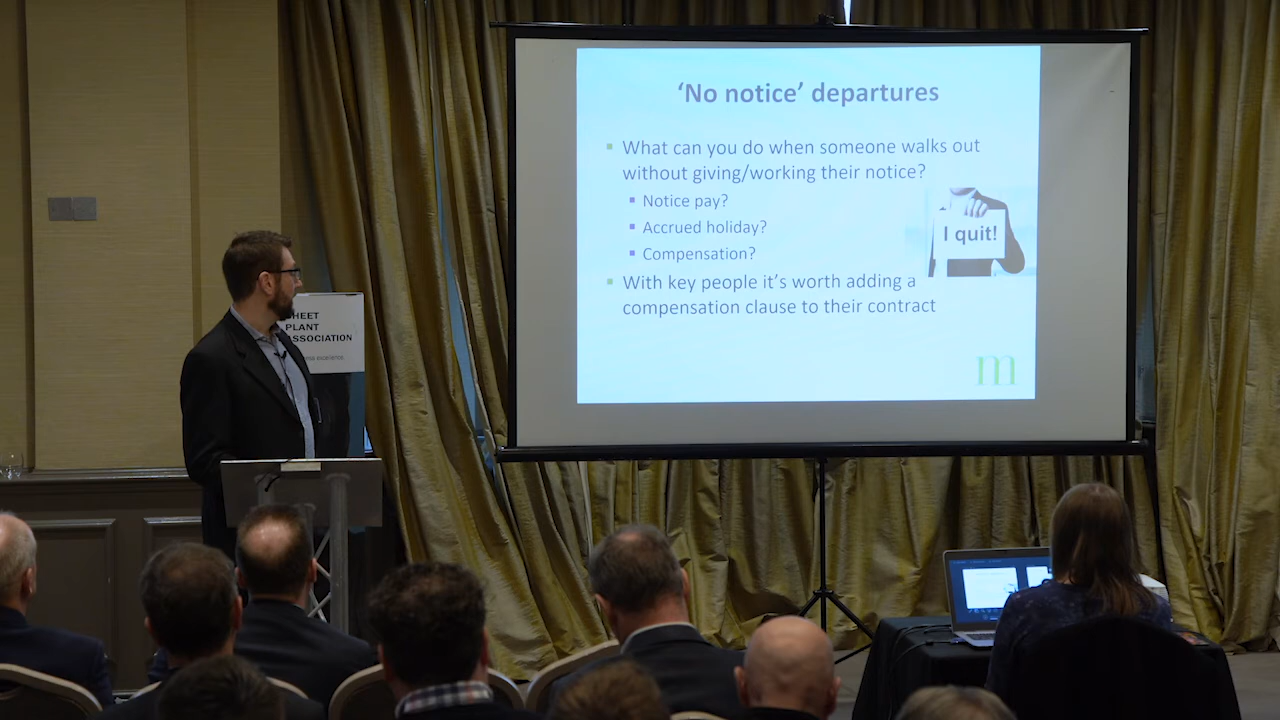 ‘No notice’ departures
What can you do when someone walks out
without giving/working their notice?
Notice pay?
Accrued holiday?
Compensation?
With key people it’s worth adding a
compensation clause to their contract
I quit!
m
HEET
PLANT
ASSOCIATION
excellence